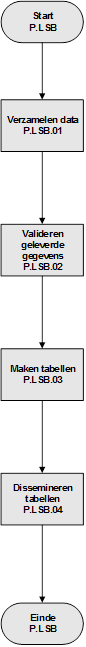 Start
P.LSB
Verzamelen data
P.LSB.01
Valideren
geleverde
gegevens
P.LSB.02
Maken tabellen
P.LSB.03
Dissemineren
tabellen
P.LSB.04
Einde
P.LSB